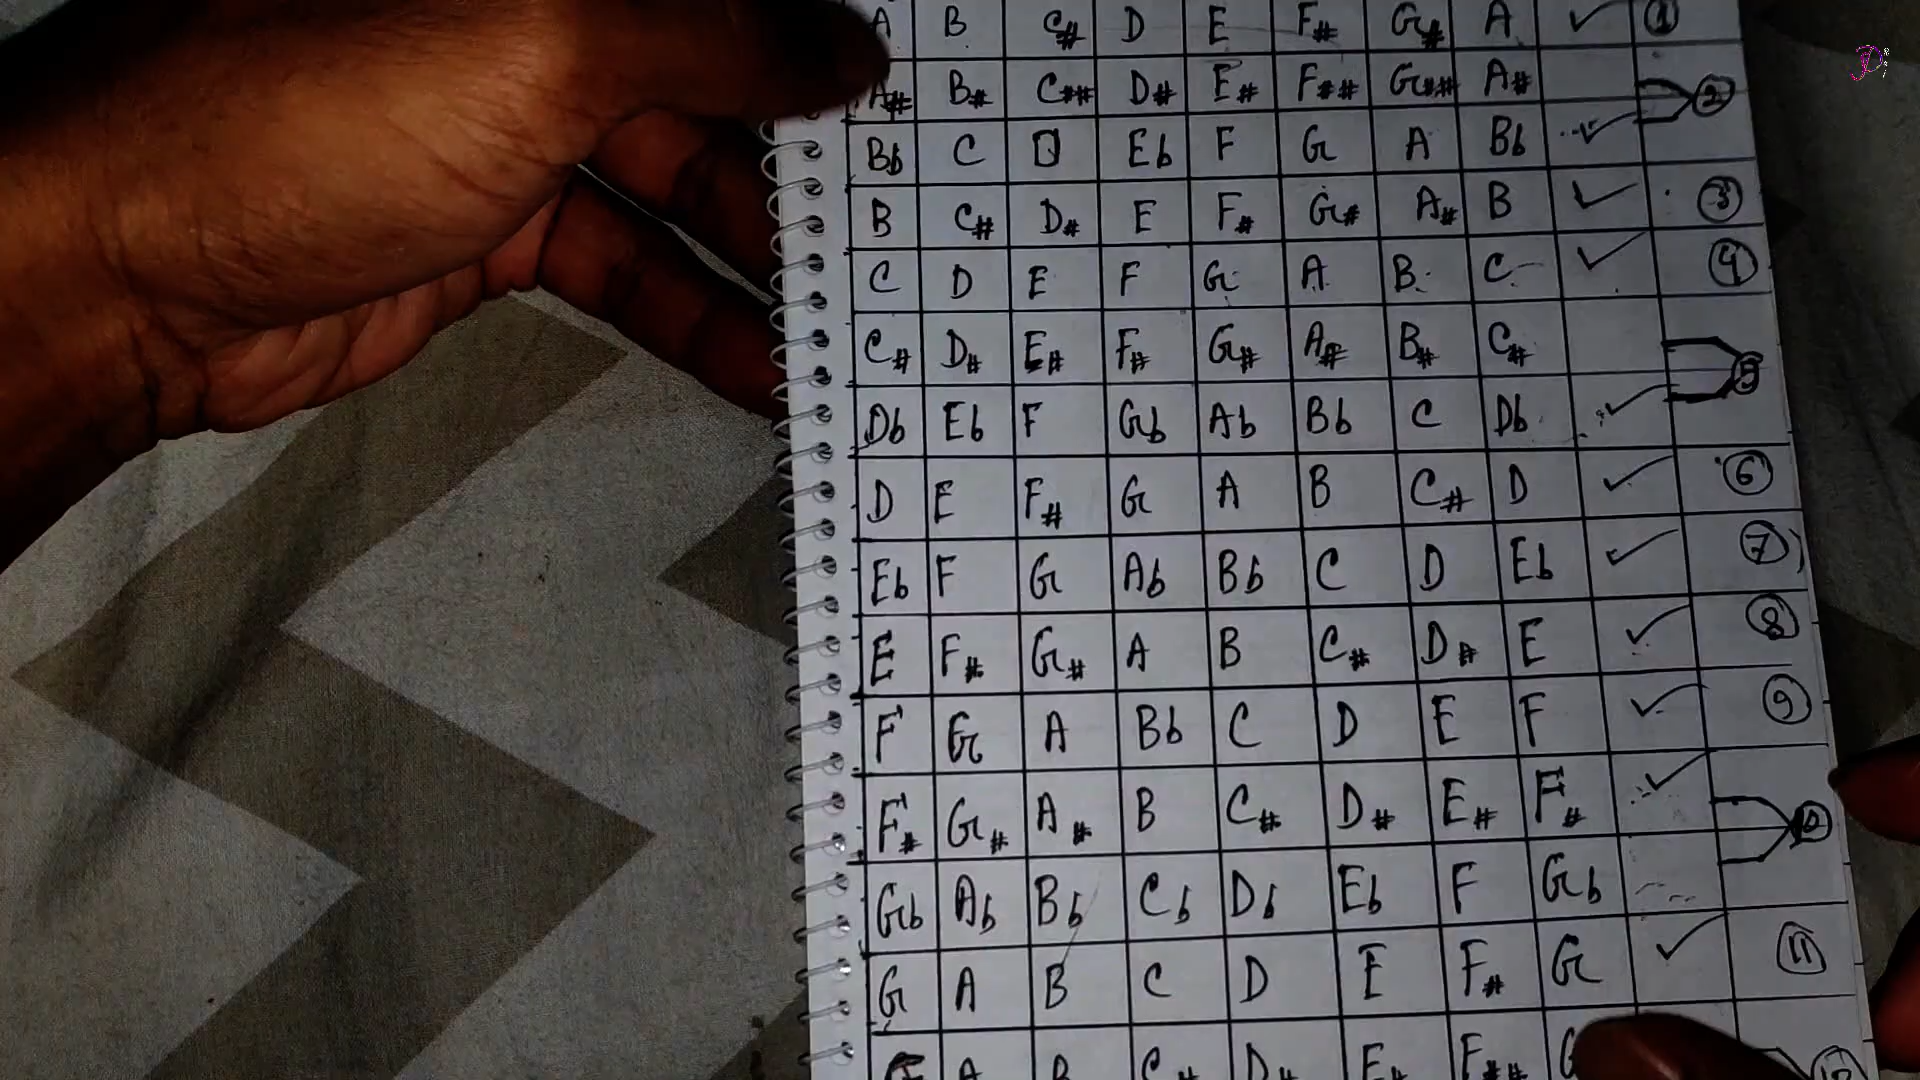 A B C# D E F# G# A ✓ ①
A# B# C## D# E# F## G## A# ②
Bb C D Eb F G A Bb ✓
B C# D# E F# G# A# B ✓ ③
C D E F G A B C ✓ ④
C# D# E# F# G# A# B# C# ⑤
Db Eb F Gb Ab Bb C Db ✓
D E F# G A B C# D ✓ ⑥
Eb F G Ab Bb C D Eb ✓ ⑦
E F# G# A B C# D# E ✓ ⑧
F G A Bb C D E F ✓ ⑨
F# G# A# B C# D# E# F# ✓ ⑩
Gb Ab Bb Cb Db Eb F Gb
G A B C D E F# G ✓ ⑪
A B C# D# E# F## G